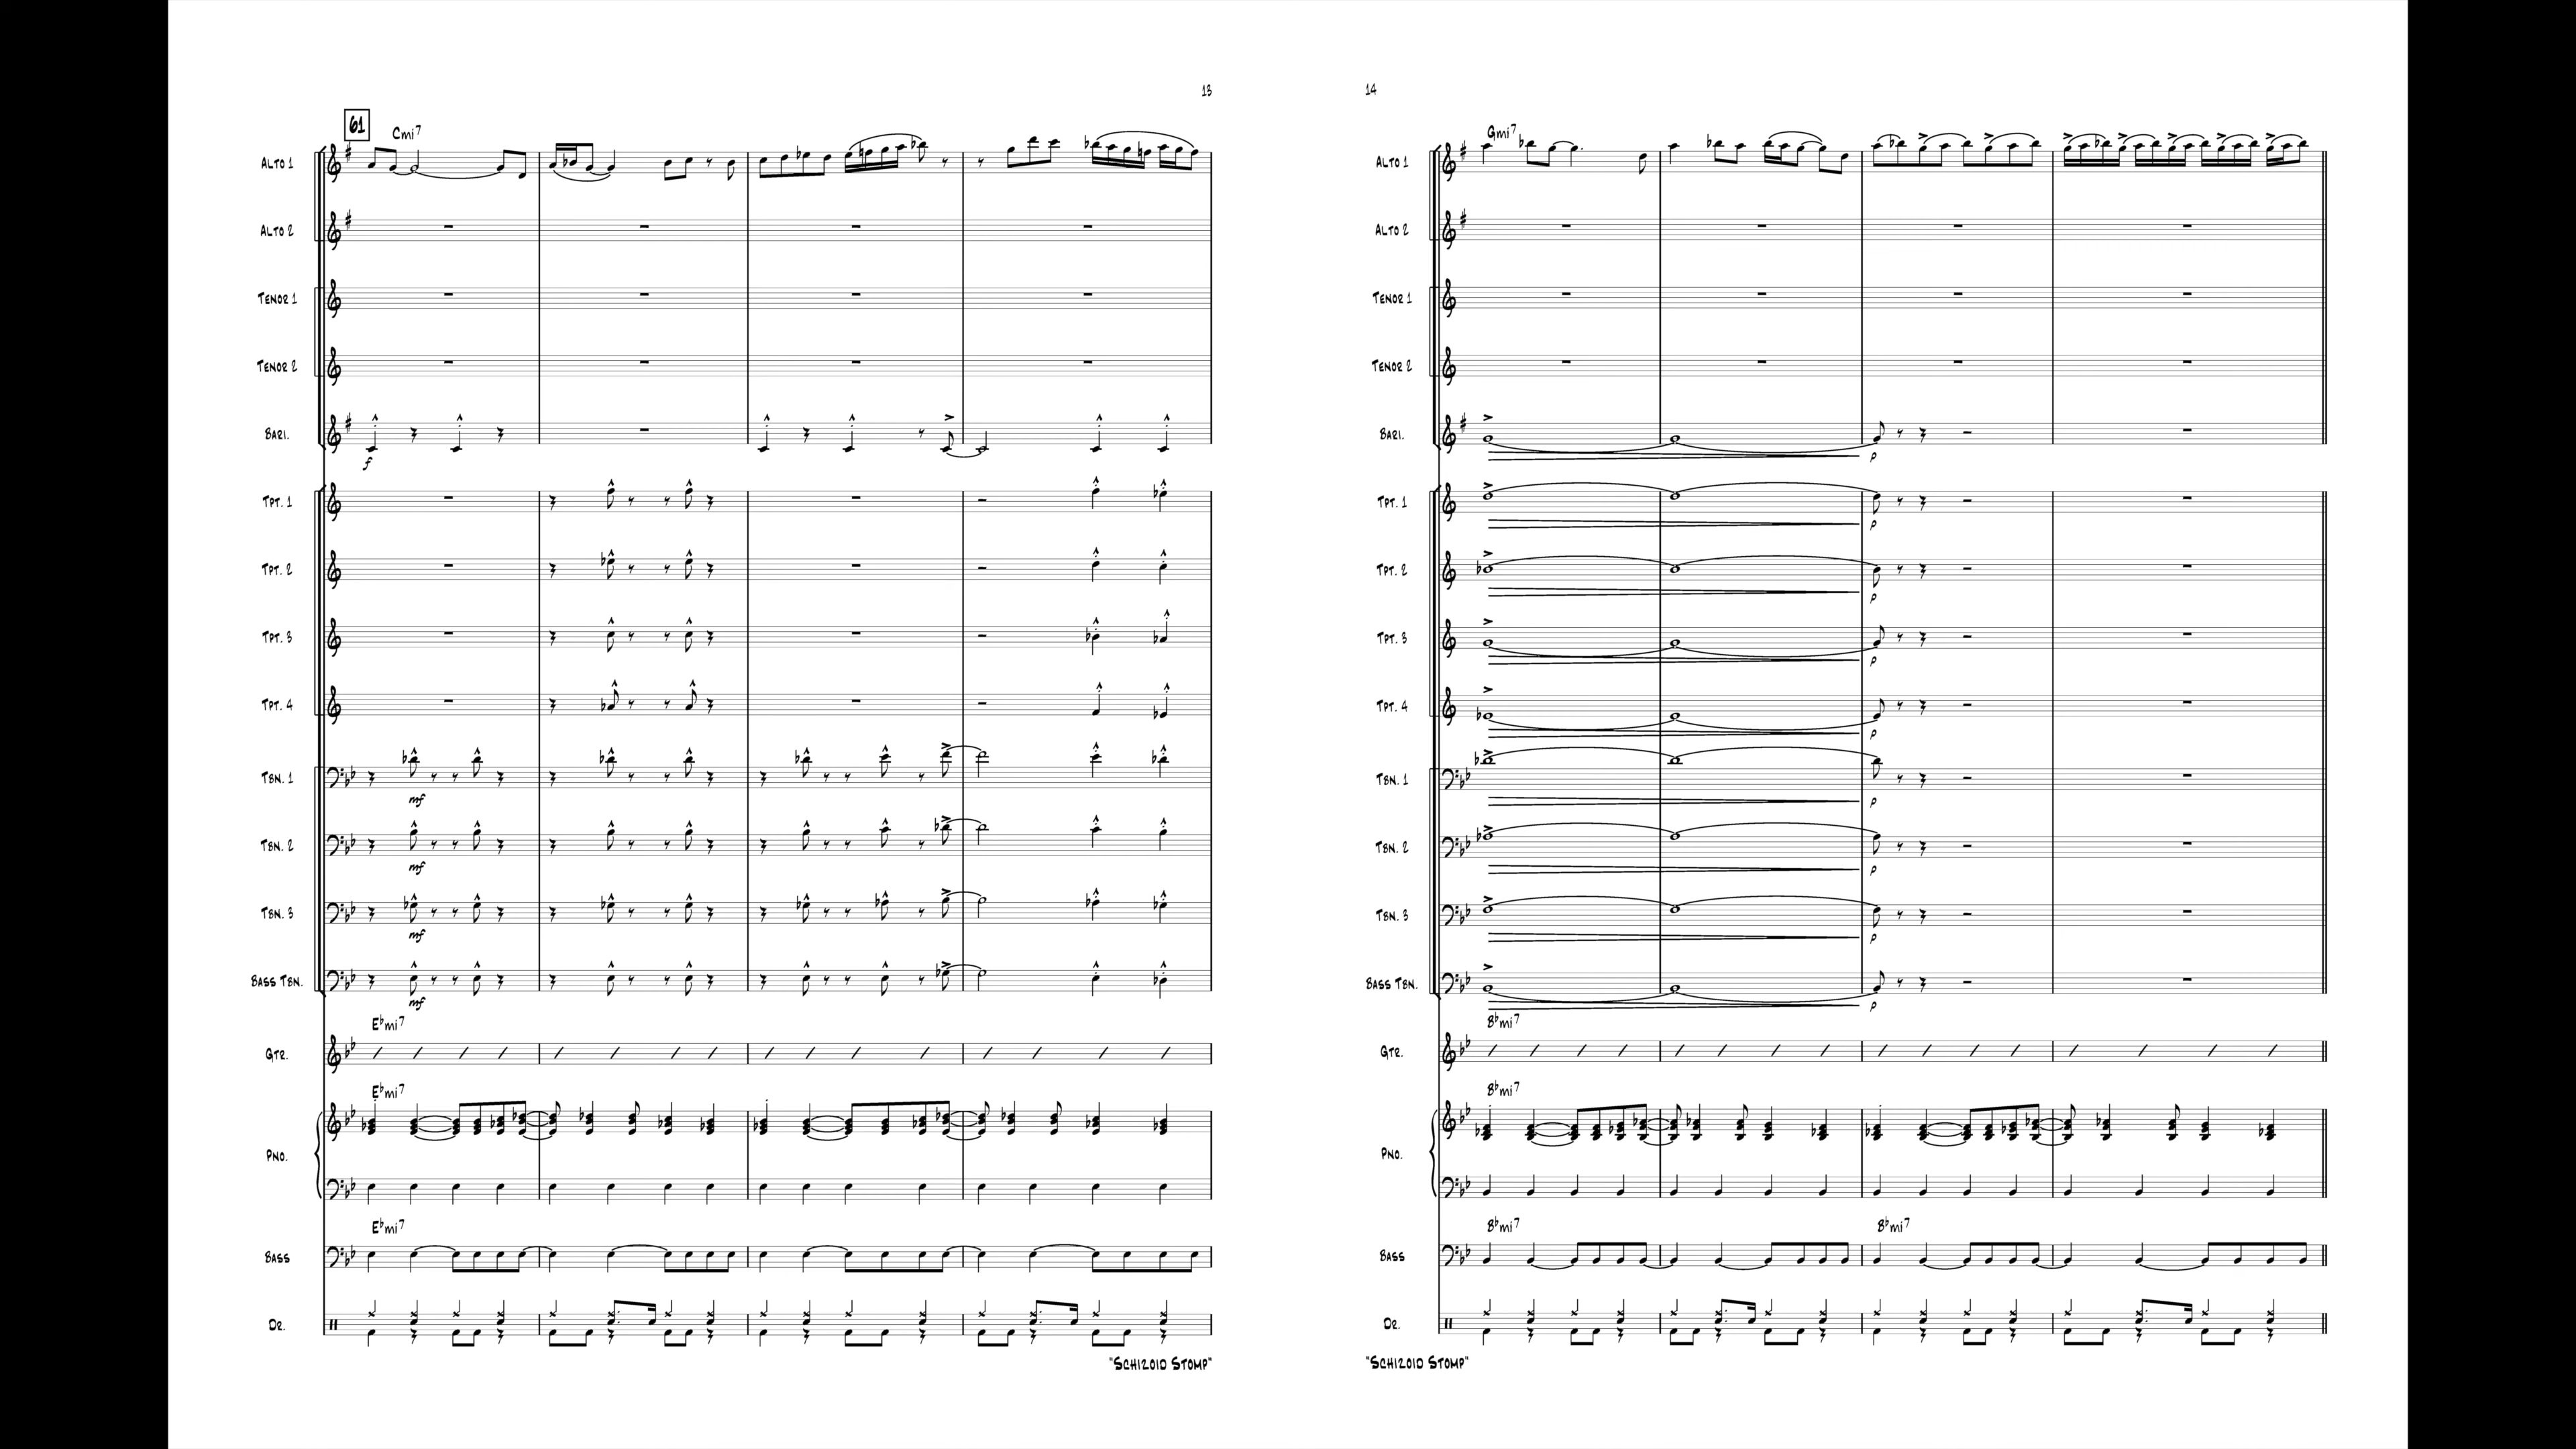 13
61
Cmi7
Alto 1
Alto 2
Tenor 1
Tenor 2
Bari.
f
Tpt. 1
Tpt. 2
Tpt. 3
Tpt. 4
Tbn. 1
mf
Tbn. 2
mf
Tbn. 3
mf
Bass Tbn.
mf
E♭mi7
Gtr.
E♭mi7
Pno.
E♭mi7
Bass
Dr.
"Schizoid Stomp"
14
Gmi7
Alto 1
Alto 2
Tenor 1
Tenor 2
Bari.
p
Tpt. 1
p
Tpt. 2
p
Tpt. 3
p
Tpt. 4
p
Tbn. 1
p
Tbn. 2
p
Tbn. 3
p
Bass Tbn.
p
B♭mi7
Gtr.
B♭mi7
Pno.
B♭mi7 B♭mi7
Bass
Dr.
"Schizoid Stomp"